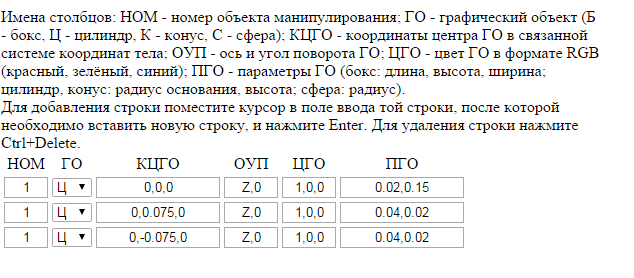 Имена столбцов: НОМ - номер объекта манипулирования; ГО - графический объект (Б
- бокс, Ц - цилиндр, К - конус, С - сфера); КЦГО - координаты центра ГО в связанной
системе координат тела; ОУП - ось и угол поворота ГО; ЦГО - цвет ГО в формате RGB
(красный, зелёный, синий); ПГО - параметры ГО (бокс: длина, высота, ширина;
цилиндр, конус: радиус основания, высота; сфера: радиус).
Для добавления строки поместите курсор в поле ввода той строки, после которой
необходимо вставить новую строку, и нажмите Enter. Для удаления строки нажмите
Ctrl+Delete.
НОМ ГО КЦГО ОУП ЦГО ПГО
1 Ц 0,0,0 Z,0 1,0,0 0.02,0.15
1 Ц 0,0.075,0 Z,0 1,0,0 0.04,0.02
1 Ц 0,-0.075,0 Z,0 1,0,0 0.04,0.02